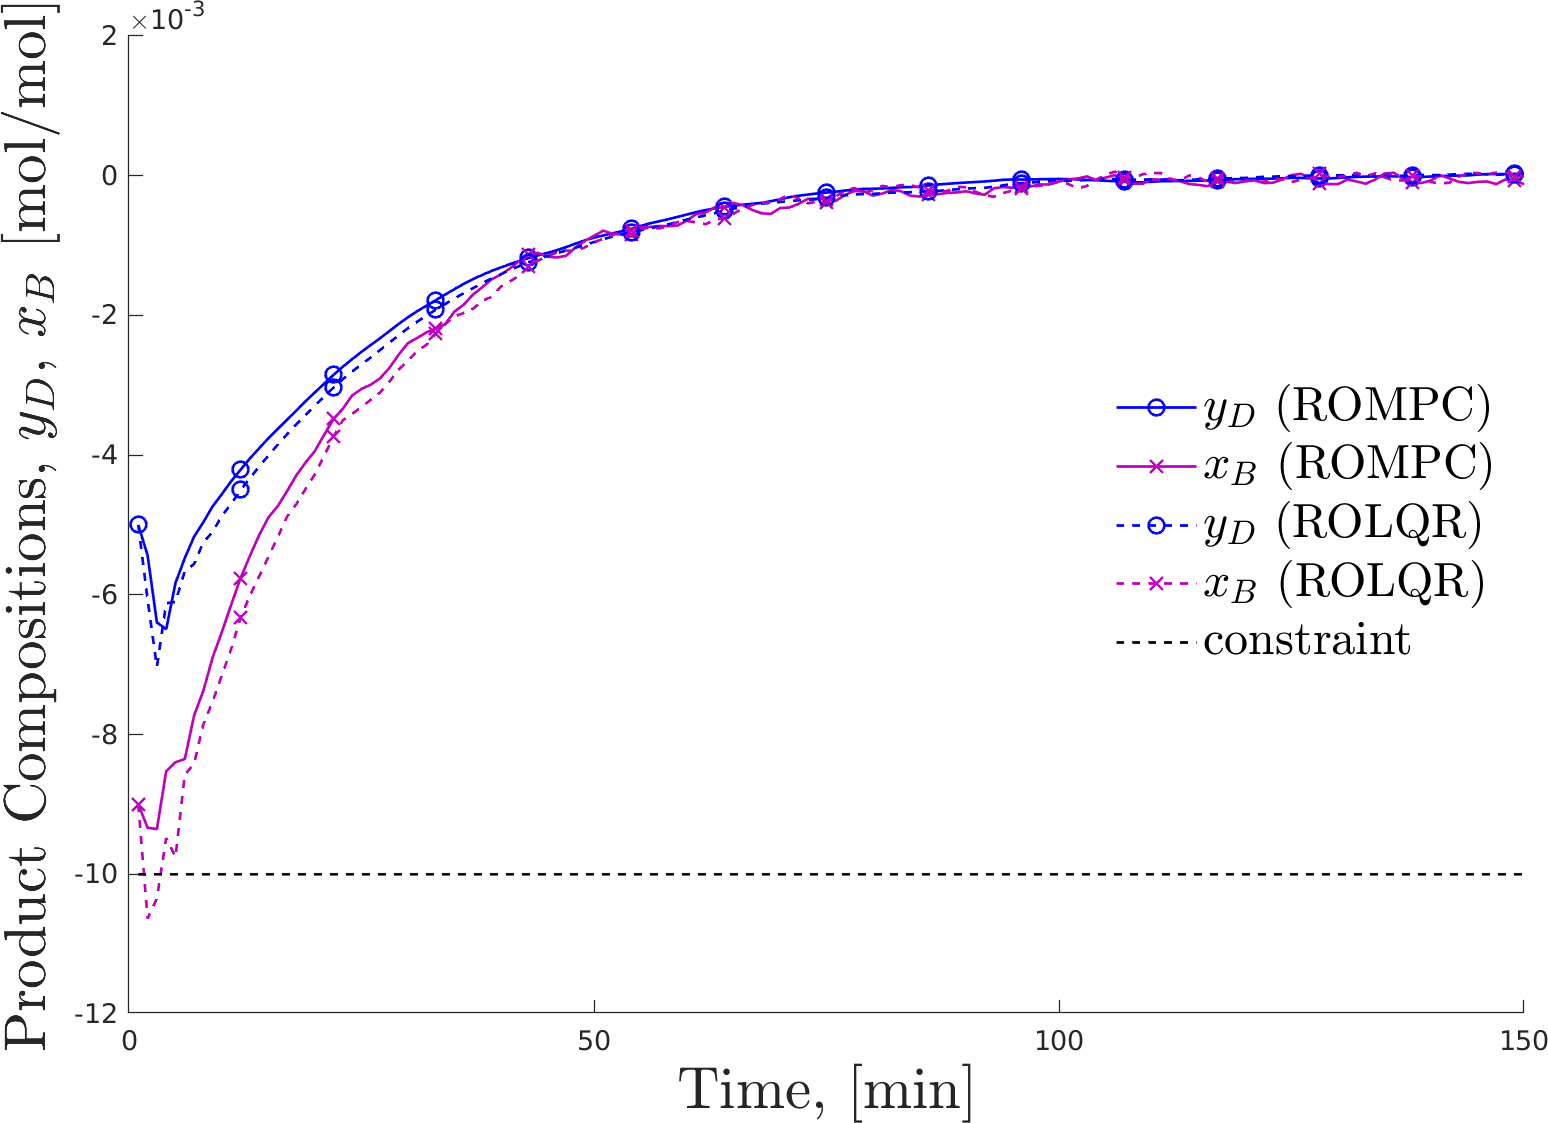 ×10⁻³
2
0
-2
-4
-6
-8
-10
-12
0
50
100
150
Product Compositions, y_D, x_B [mol/mol]
Time, [min]
y_D (ROMPC)
x_B (ROMPC)
y_D (ROLQR)
x_B (ROLQR)
constraint